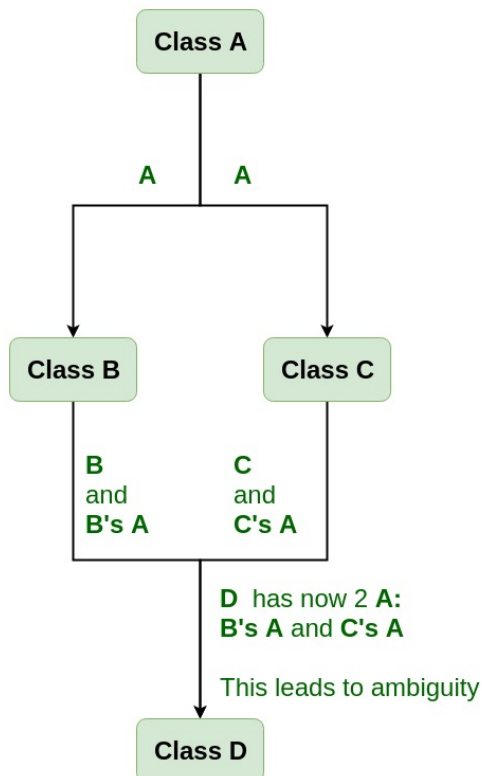 Class A
A A
Class B Class C
B
and
B's A
C
and
C's A
D has now 2 A:
B's A and C's A
This leads to ambiguity
Class D